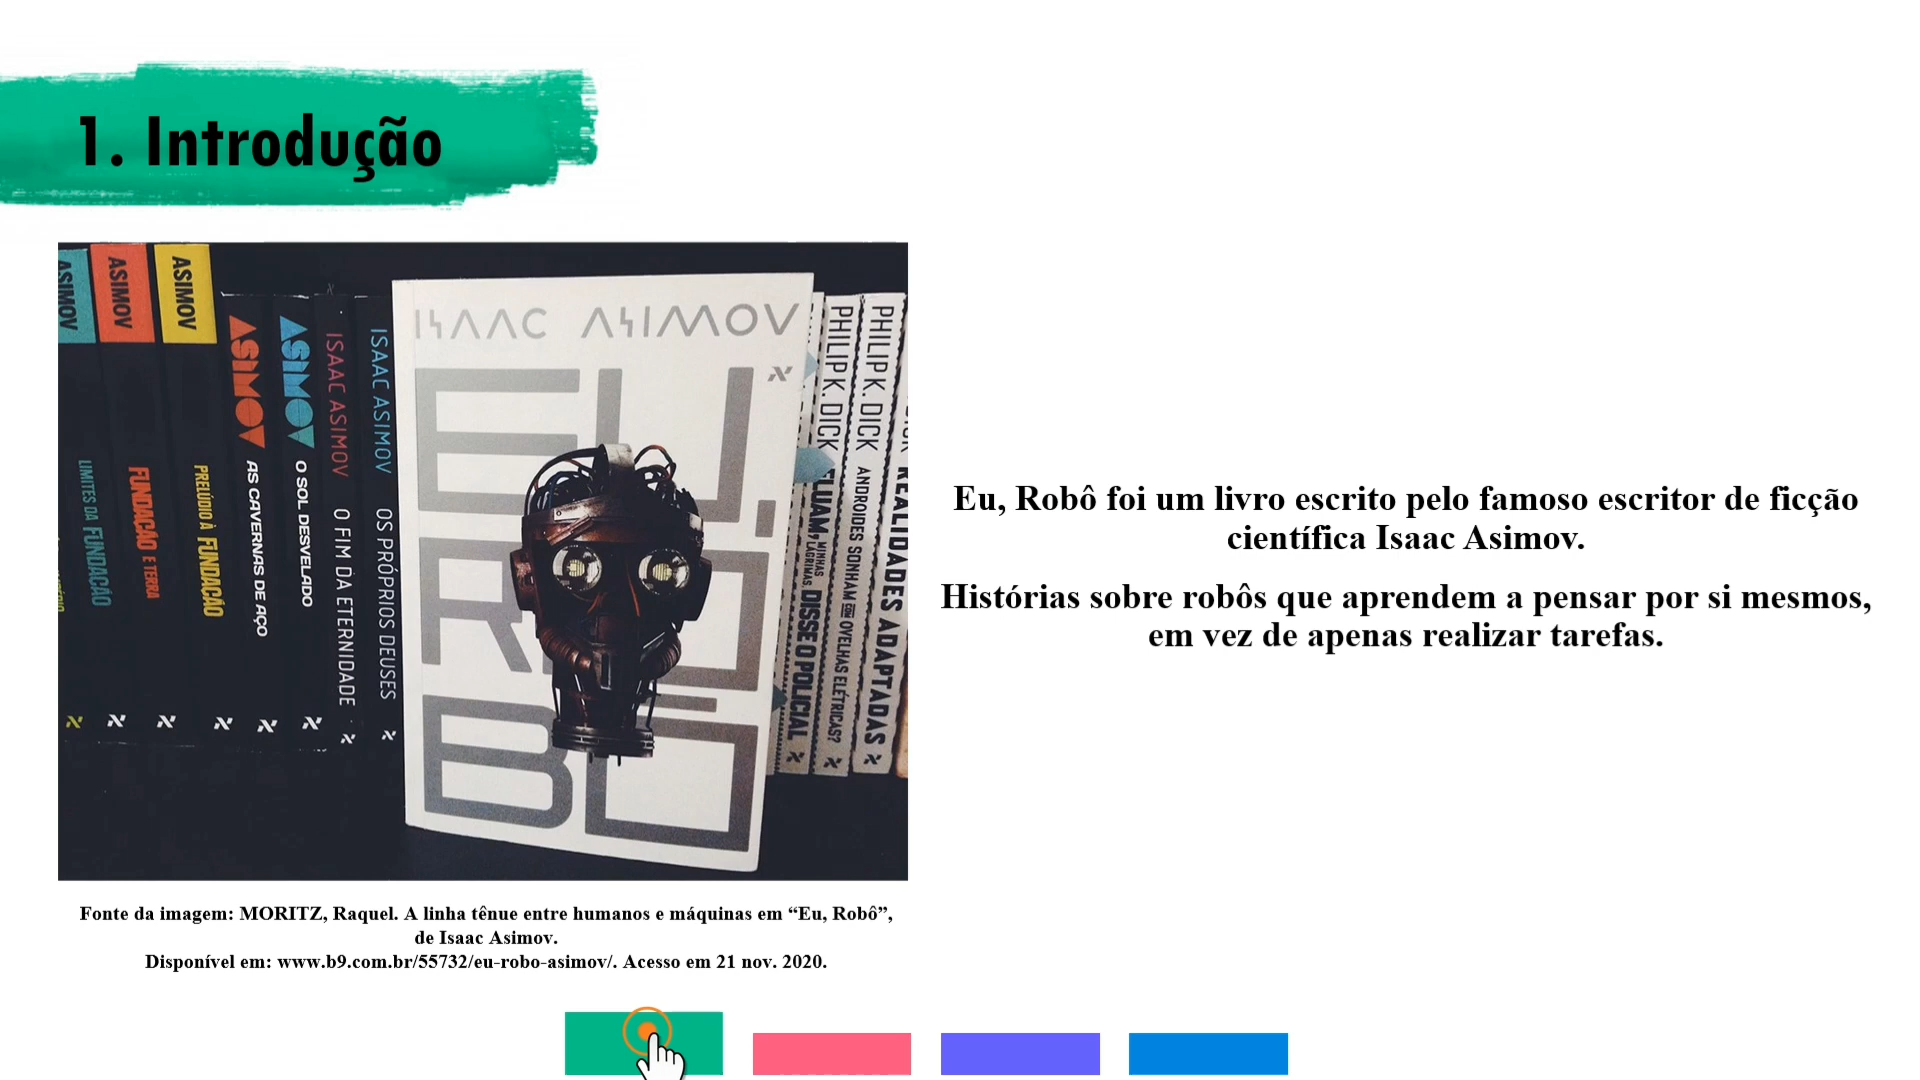 1. Introdução
ASIMOV
LIMITES DA FUNDAÇÃO
ASIMOV
FUNDAÇÃO E TERRA
ASIMOV
PRELÚDIO À FUNDAÇÃO
ASIMOV
AS CAVERNAS DE AÇO
ASIMOV
O SOL DESVELADO
ISAAC ASIMOV O FIM DA ETERNIDADE
ISAAC ASIMOV OS PRÓPRIOS DEUSES
ISAAC ASIMOV
EU,
RO
BÔ
FLUAM, MINHAS LÁGRIMAS, DISSE O POLICIAL
PHILIP K. DICK ANDROIDES SONHAM COM OVELHAS ELÉTRICAS?
PHILIP K. DICK REALIDADES ADAPTADAS
Eu, Robô foi um livro escrito pelo famoso escritor de ficção
científica Isaac Asimov.
Histórias sobre robôs que aprendem a pensar por si mesmos,
em vez de apenas realizar tarefas.
Fonte da imagem: MORITZ, Raquel. A linha tênue entre humanos e máquinas em “Eu, Robô”,
de Isaac Asimov.
Disponível em: www.b9.com.br/55732/eu-robo-asimov/. Acesso em 21 nov. 2020.